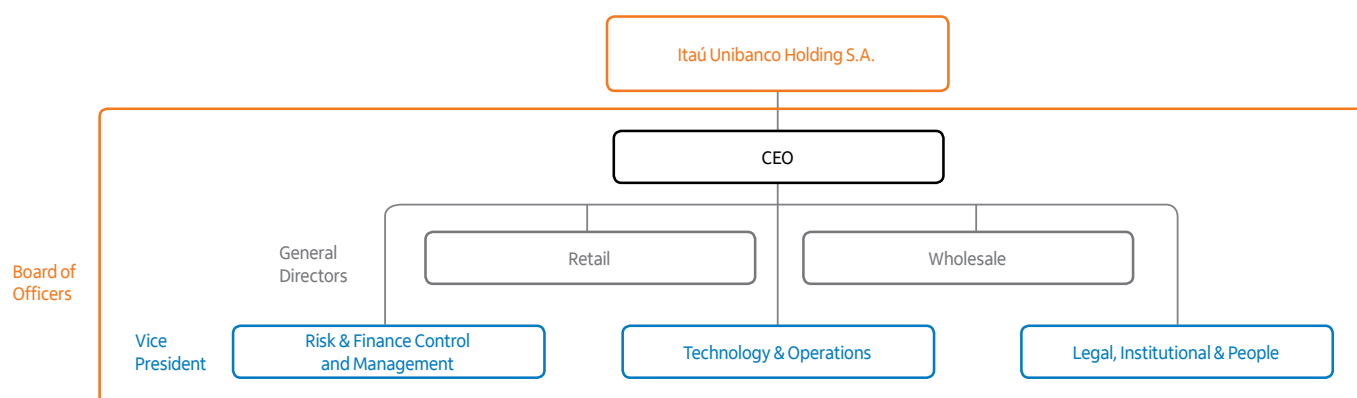 Itaú Unibanco Holding S.A.
CEO
General
Directors
Retail
Wholesale
Board of
Officers
Vice
President
Risk & Finance Control
and Management
Technology & Operations
Legal, Institutional & People